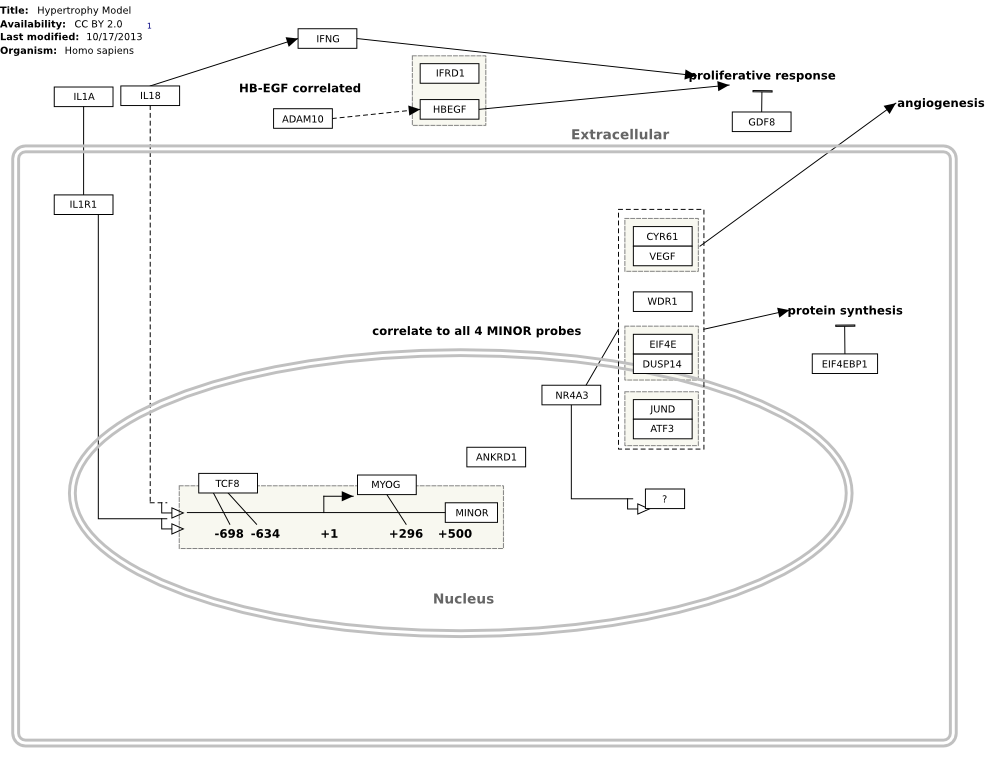 Title: Hypertrophy Model
Availability: CC BY 2.0
1
Last modified: 10/17/2013
Organism: Homo sapiens
IFNG
IFRD1
proliferative response
HB-EGF correlated
IL1A
IL18
HBEGF
ADAM10
GDF8
angiogenesis
Extracellular
IL1R1
CYR61
VEGF
WDR1
protein synthesis
correlate to all 4 MINOR probes
EIF4E
DUSP14
EIF4EBP1
NR4A3
JUND
ATF3
ANKRD1
TCF8
MYOG
?
MINOR
-698 -634 +1 +296 +500
Nucleus